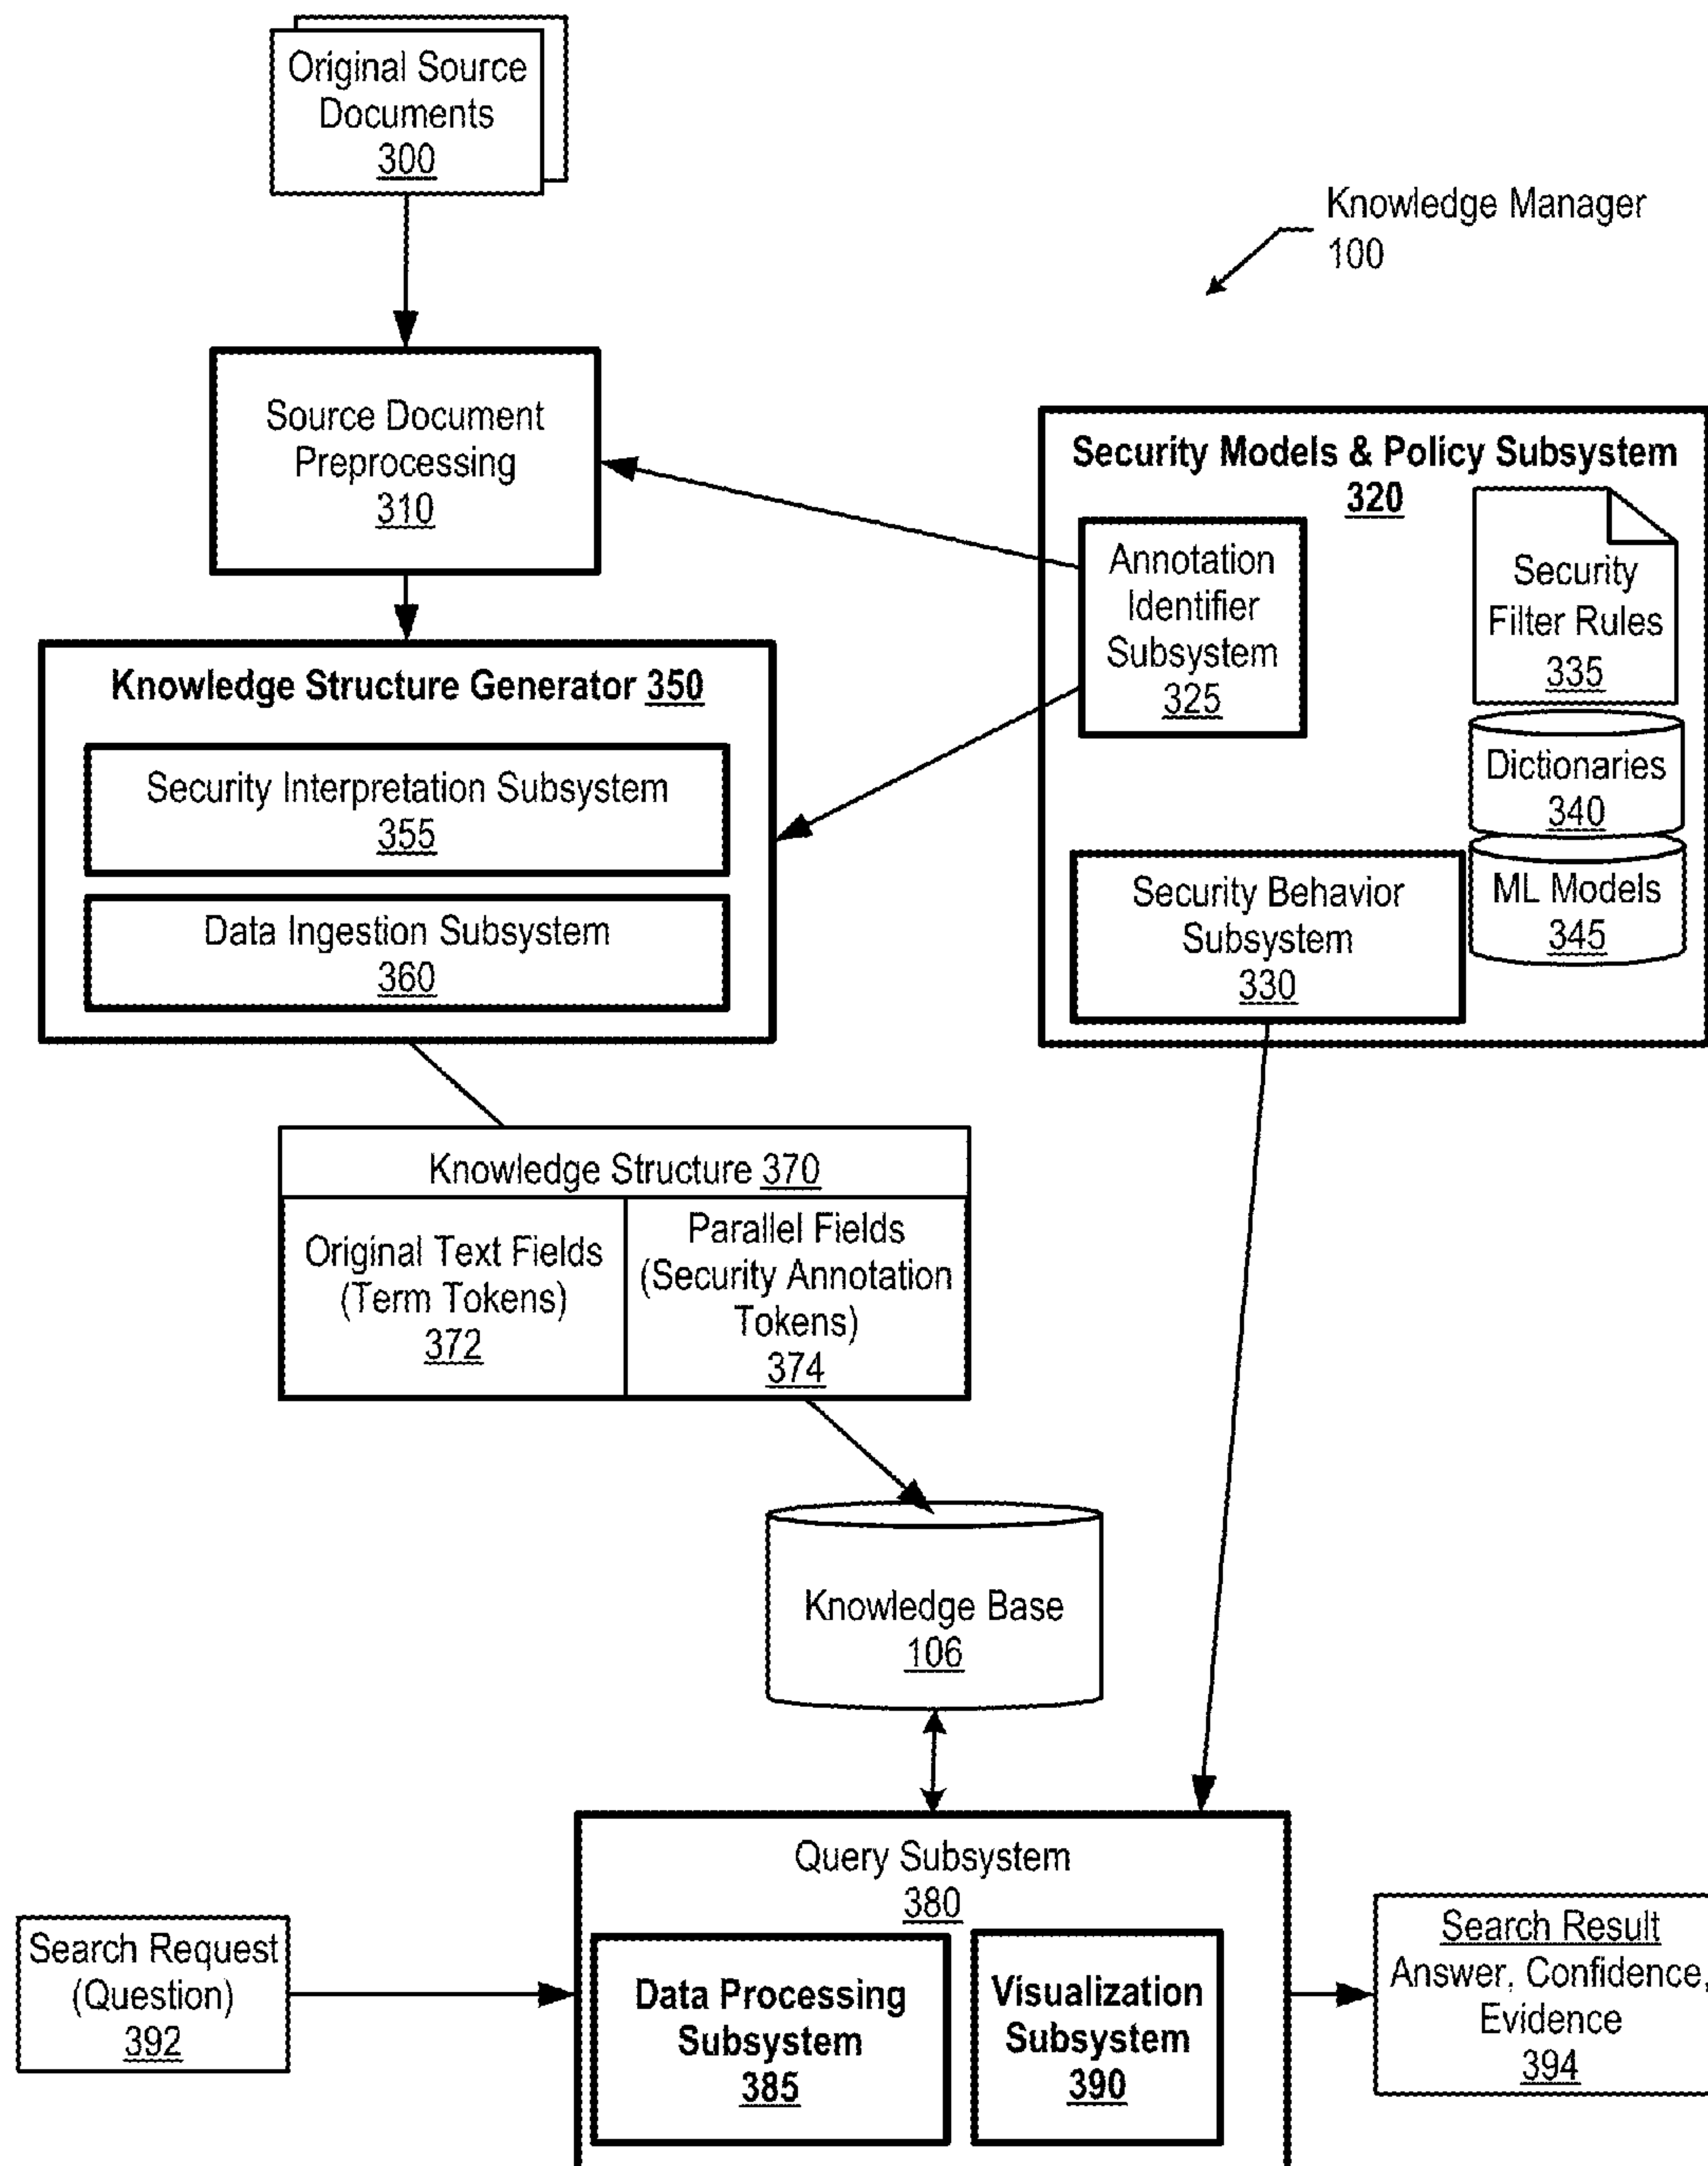 Original Source
Documents
300
Knowledge Manager
100
Source Document
Preprocessing
310
Security Models & Policy Subsystem
320
Annotation
Identifier
Subsystem
325
Security
Filter Rules
335
Dictionaries
340
ML Models
345
Security Behavior
Subsystem
330
Knowledge Structure Generator 350
Security Interpretation Subsystem
355
Data Ingestion Subsystem
360
Knowledge Structure 370
Original Text Fields
(Term Tokens)
372
Parallel Fields
(Security Annotation
Tokens)
374
Knowledge Base
106
Query Subsystem
380
Search Request
(Question)
392
Data Processing
Subsystem
385
Visualization
Subsystem
390
Search Result
Answer, Confidence,
Evidence
394